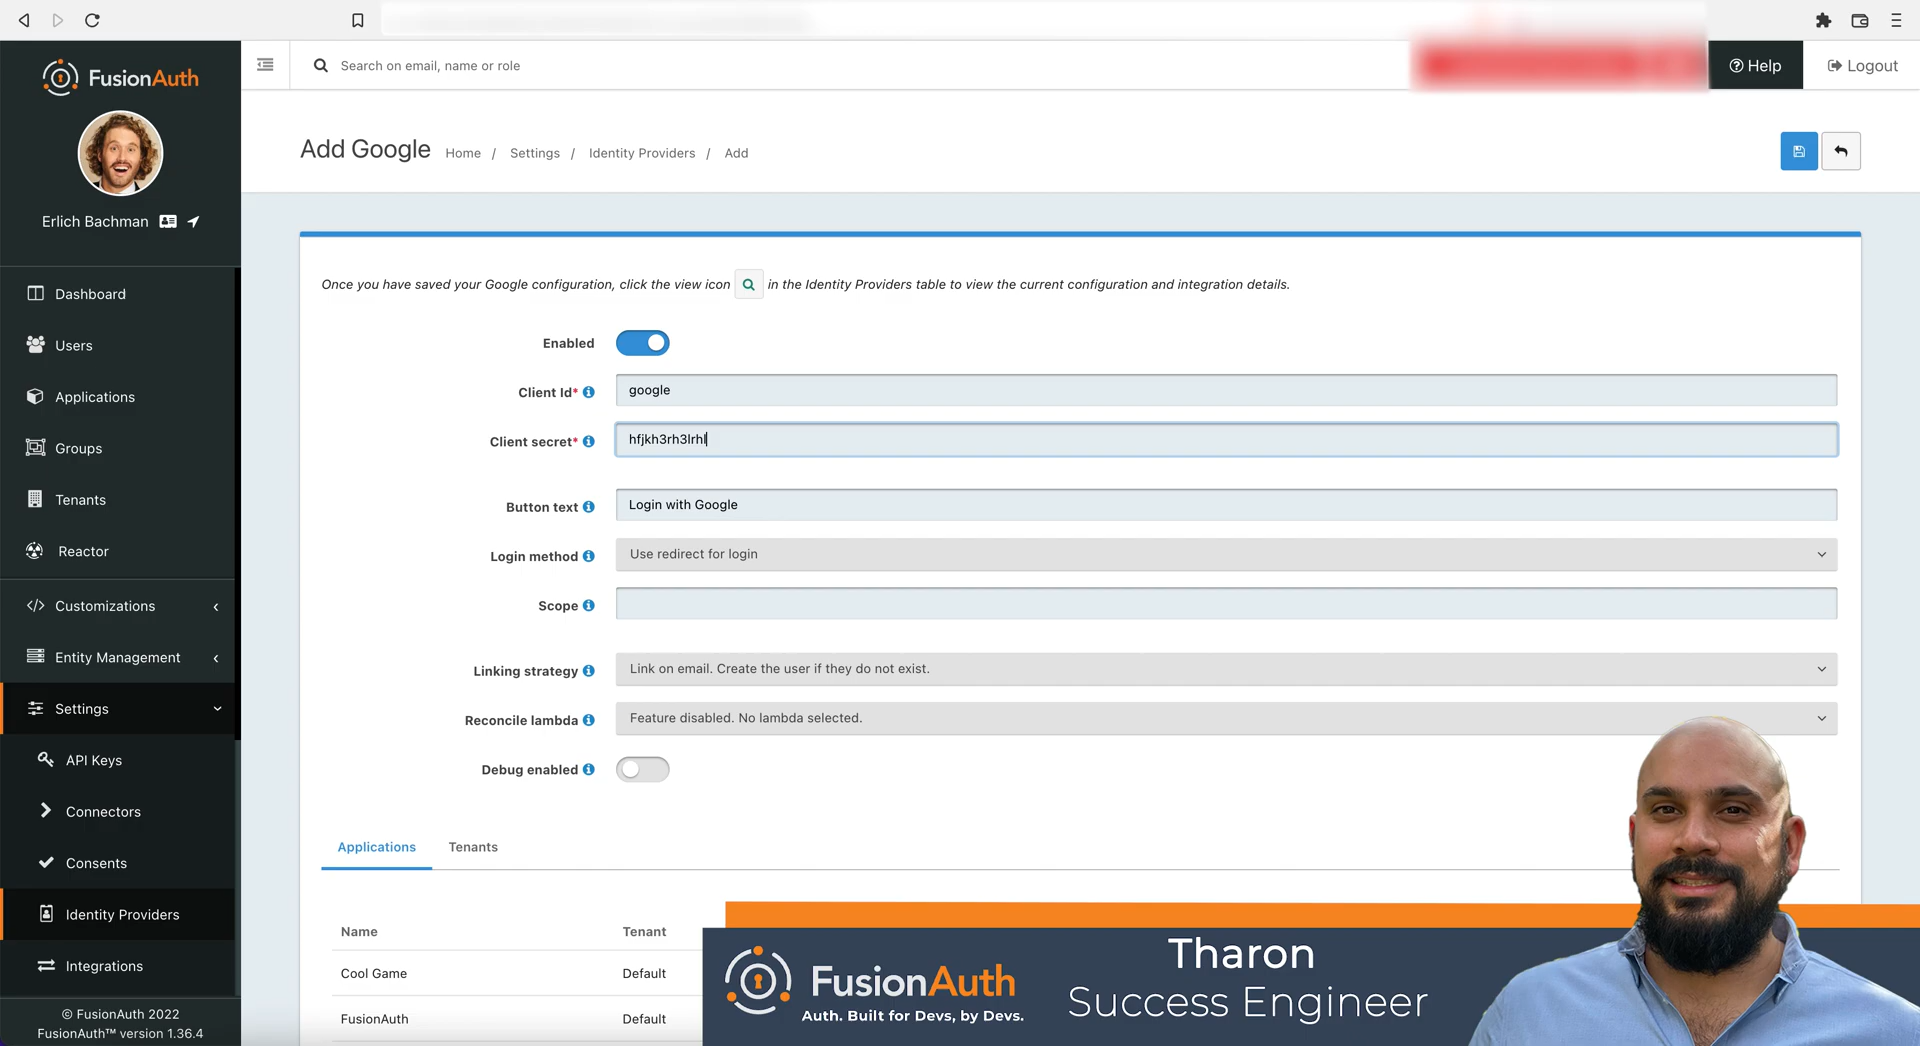 FusionAuth
Search on email, name or role
Help
Logout
Erlich Bachman
Add Google
Home / Settings / Identity Providers / Add
Dashboard
Users
Applications
Groups
Tenants
Reactor
Customizations
Entity Management
Settings
API Keys
Connectors
Consents
Identity Providers
Integrations
© FusionAuth 2022
FusionAuth™ version 1.36.4
Once you have saved your Google configuration, click the view icon in the Identity Providers table to view the current configuration and integration details.
Enabled
Client Id* google
Client secret* hfjkh3rh3lrhl
Button text Login with Google
Login method Use redirect for login
Scope
Linking strategy Link on email. Create the user if they do not exist.
Reconcile lambda Feature disabled. No lambda selected.
Debug enabled
Applications Tenants
Name Tenant
Cool Game Default
FusionAuth Default
FusionAuth
Auth. Built for Devs, by Devs.
Tharon
Success Engineer